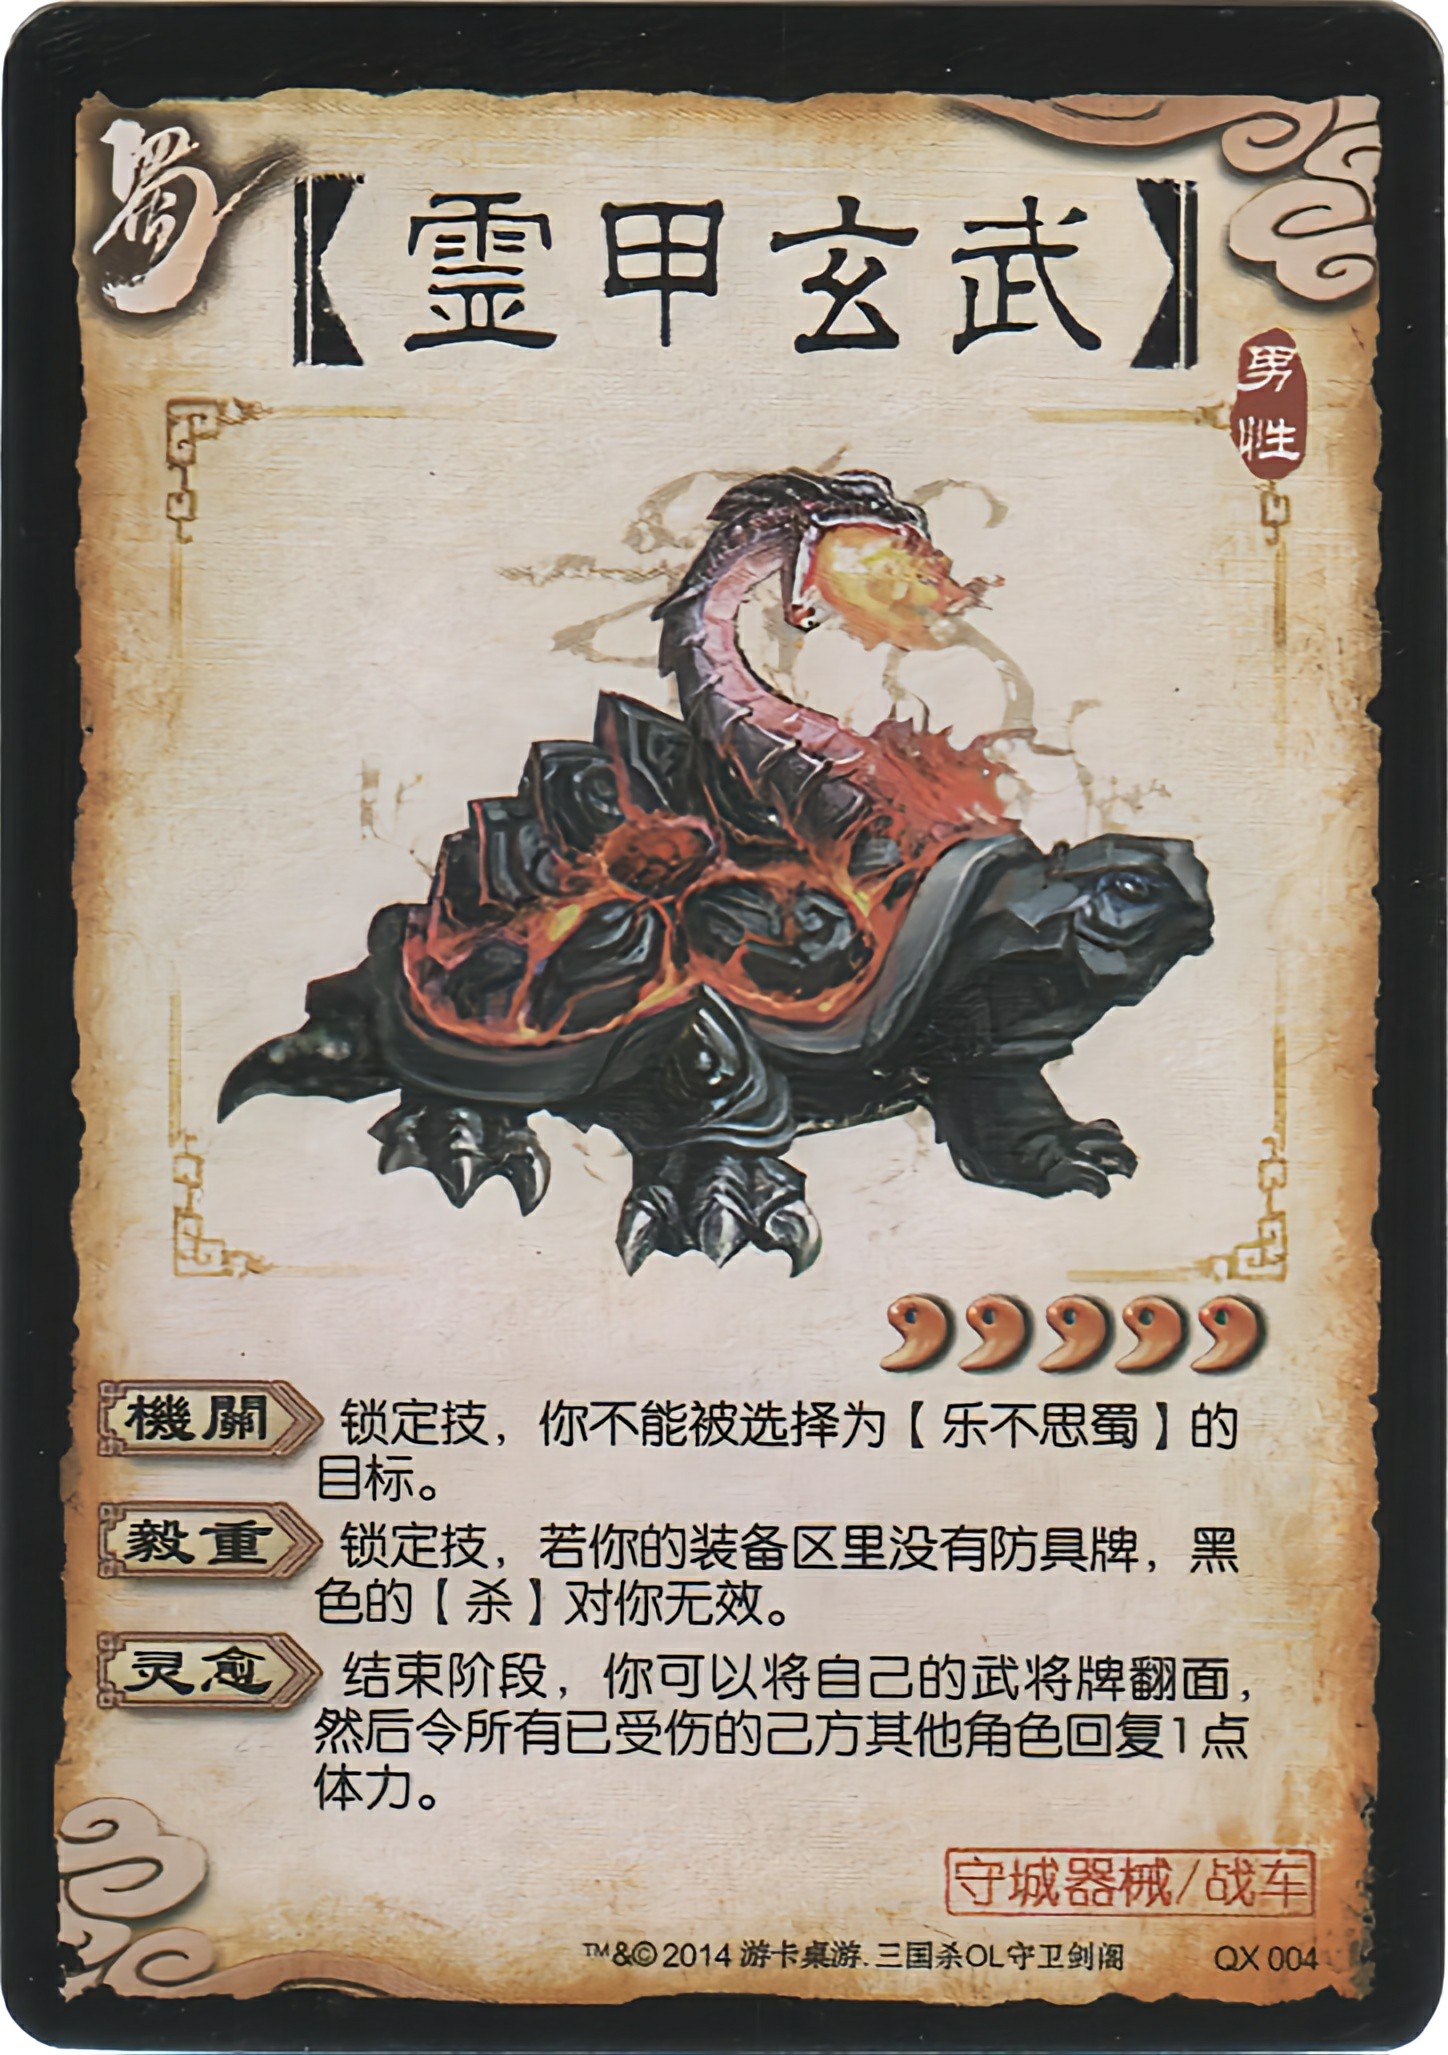 蜀
【霊甲玄武】
男性
機關 锁定技，你不能被选择为【乐不思蜀】的
目标。
毅重 锁定技，若你的装备区里没有防具牌，黑
色的【杀】对你无效。
灵愈 结束阶段，你可以将自己的武将牌翻面，
然后令所有已受伤的己方其他角色回复1点
体力。
守城器械/战车
™&©2014 游卡桌游.三国杀OL守卫剑阁 QX 004